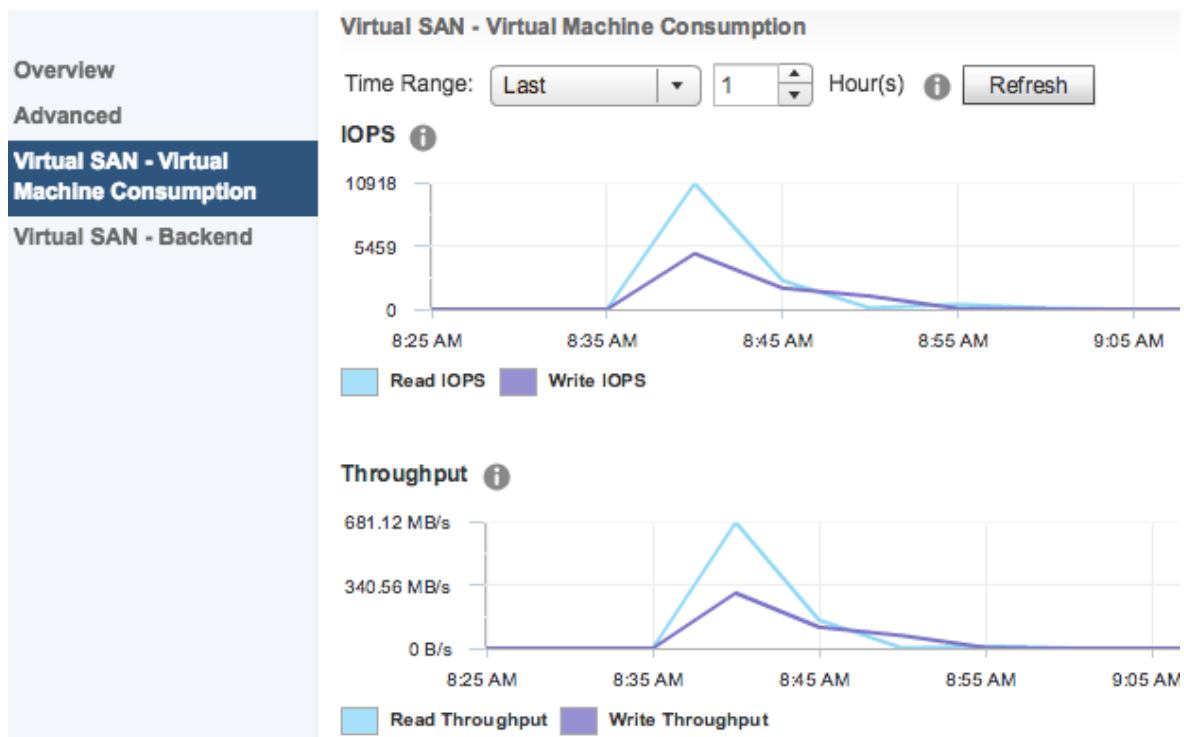 Virtual SAN - Virtual Machine Consumption
Overview
Advanced
Virtual SAN - Virtual
Machine Consumption
Virtual SAN - Backend
Time Range: Last 1 Hour(s) Refresh
IOPS
10918
5459
0
8:25 AM 8:35 AM 8:45 AM 8:55 AM 9:05 AM
Read IOPS Write IOPS
Throughput
681.12 MB/s
340.56 MB/s
0 B/s
8:25 AM 8:35 AM 8:45 AM 8:55 AM 9:05 AM
Read Throughput Write Throughput